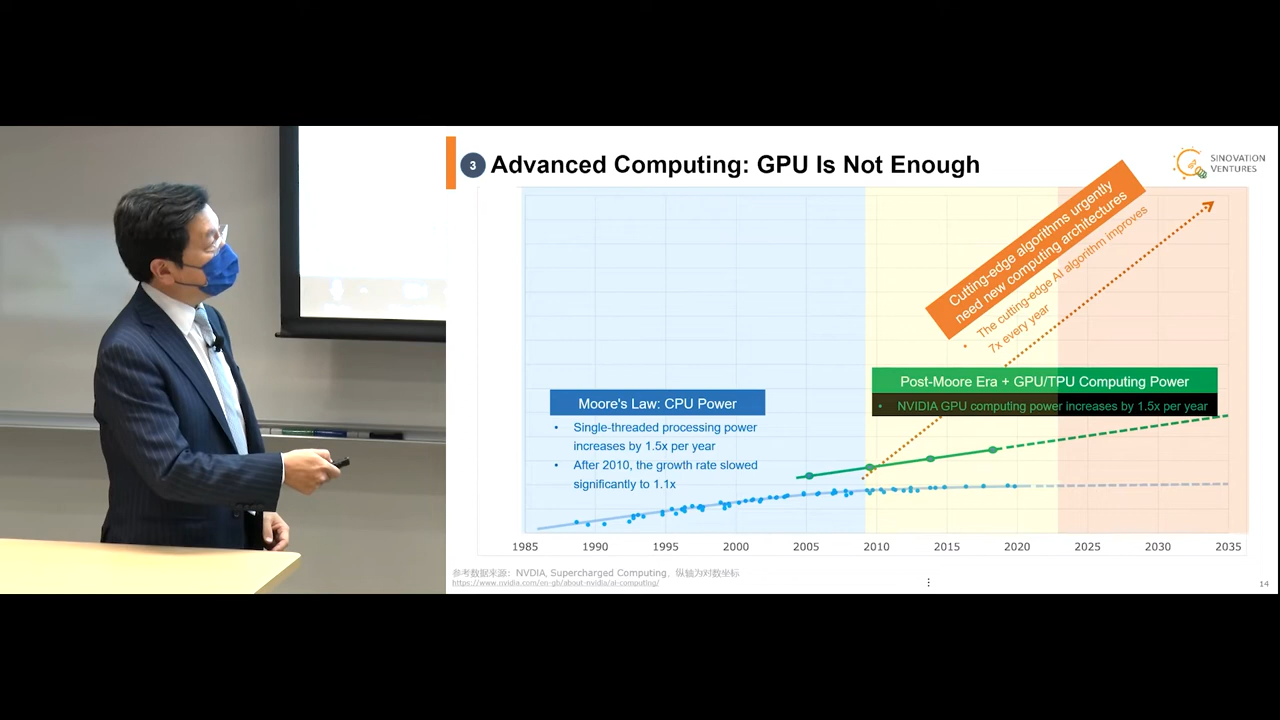 3 Advanced Computing: GPU Is Not Enough
SINOVATION
VENTURES
Cutting-edge algorithms urgently
need new computing architectures
• The cutting-edge AI algorithm improves
7x every year
Post-Moore Era + GPU/TPU Computing Power
• NVIDIA GPU computing power increases by 1.5x per year
Moore's Law: CPU Power
• Single-threaded processing power
increases by 1.5x per year
• After 2010, the growth rate slowed
significantly to 1.1x
1985 1990 1995 2000 2005 2010 2015 2020 2025 2030 2035
参考数据来源：NVDIA, Supercharged Computing，纵轴为对数坐标
https://www.nvidia.com/en-gb/about-nvidia/ai-computing/
14